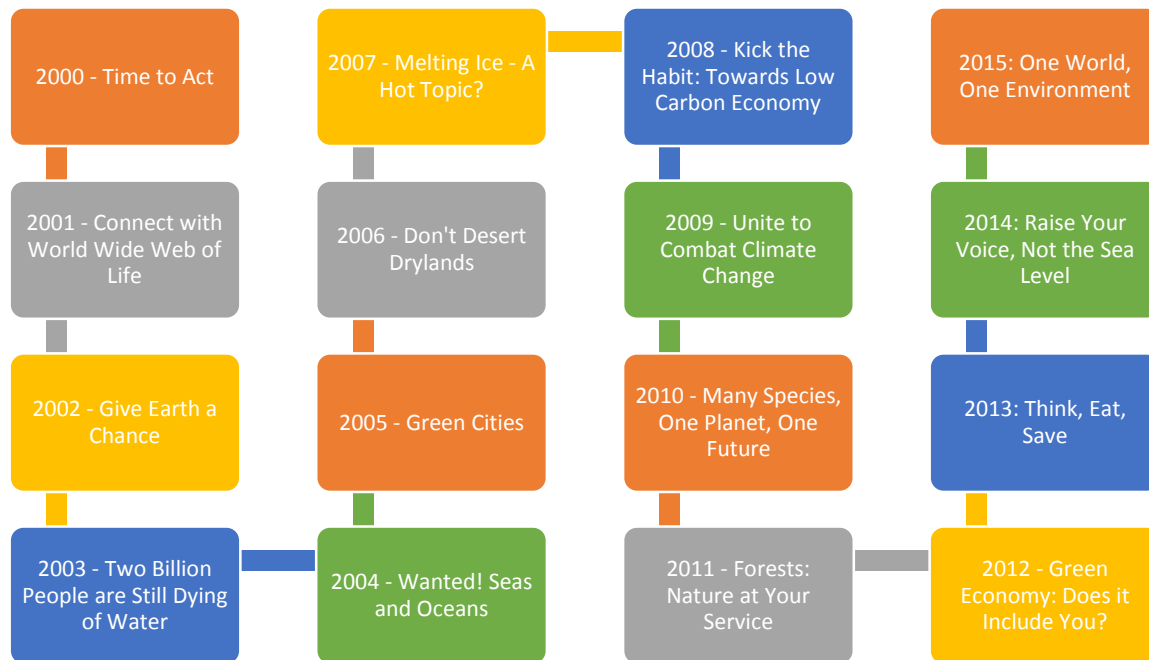 2000 - Time to Act
2001 - Connect with
World Wide Web of
Life
2002 - Give Earth a
Chance
2003 - Two Billion
People are Still Dying
of Water
2004 - Wanted! Seas
and Oceans
2005 - Green Cities
2006 - Don't Desert
Drylands
2007 - Melting Ice - A
Hot Topic?
2008 - Kick the
Habit: Towards Low
Carbon Economy
2009 - Unite to
Combat Climate
Change
2010 - Many Species,
One Planet, One
Future
2011 - Forests:
Nature at Your
Service
2012 - Green
Economy: Does it
Include You?
2013: Think, Eat,
Save
2014: Raise Your
Voice, Not the Sea
Level
2015: One World,
One Environment